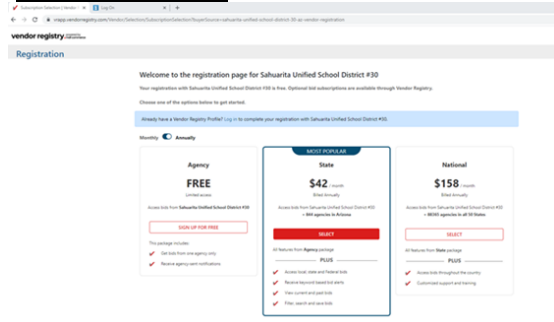 Subscription Selection | Vendor
Log On
vrapp.vendorregistry.com/Vendor/Selection/SubscriptionSelection?buyerSource=sahuarita-unified-school-district-30-az-vendor-registration
vendor registry
Registration
Welcome to the registration page for Sahuarita Unified School District #30
Your registration with Sahuarita Unified School District #30 is free. Optional bid subscriptions are available through Vendor Registry.
Choose one of the options below to get started.
Already have a Vendor Registry Profile? Log in to complete your registration with Sahuarita Unified School District #30.
Monthly Annually
Agency
FREE
Limited access
Access bids from Sahuarita Unified School District #30
SIGN UP FOR FREE
This package includes:
Get bids from one agency only
Receive agency sent notifications
MOST POPULAR
State
$42 / month
Billed Annually
Access bids from Sahuarita Unified School District #30
+ 984 agencies in Arizona
SELECT
All features from Agency package
PLUS
Access local, state and Federal bids
Receive keyword based bid alerts
View current and past bids
Filter, search and save bids
National
$158 / month
Billed Annually
Access bids from Sahuarita Unified School District #30
agencies in all 50 States
SELECT
All features from State package
PLUS
Access bids throughout the country
Customized support and training